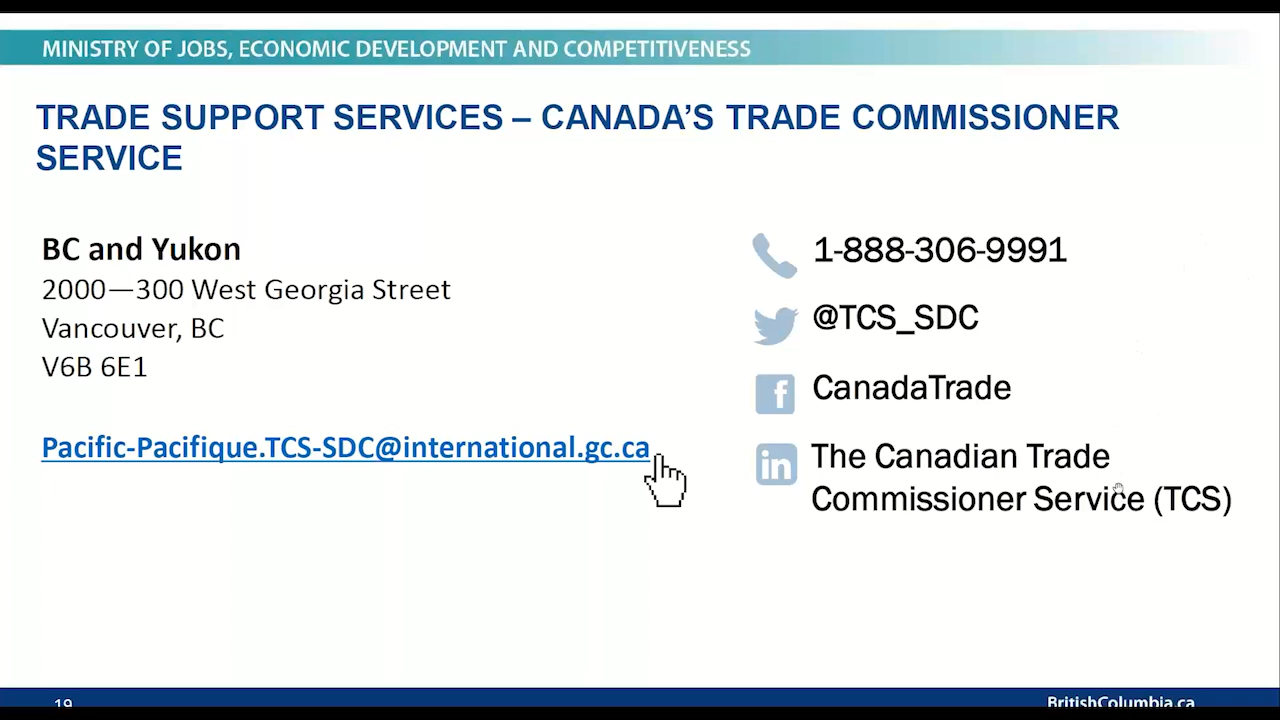 MINISTRY OF JOBS, ECONOMIC DEVELOPMENT AND COMPETITIVENESS
TRADE SUPPORT SERVICES – CANADA'S TRADE COMMISSIONER
SERVICE
BC and Yukon
2000—300 West Georgia Street
Vancouver, BC
V6B 6E1
Pacific-Pacifique.TCS-SDC@international.gc.ca
1-888-306-9991
@TCS_SDC
CanadaTrade
The Canadian Trade
Commissioner Service (TCS)
19
BritishColumbia.ca